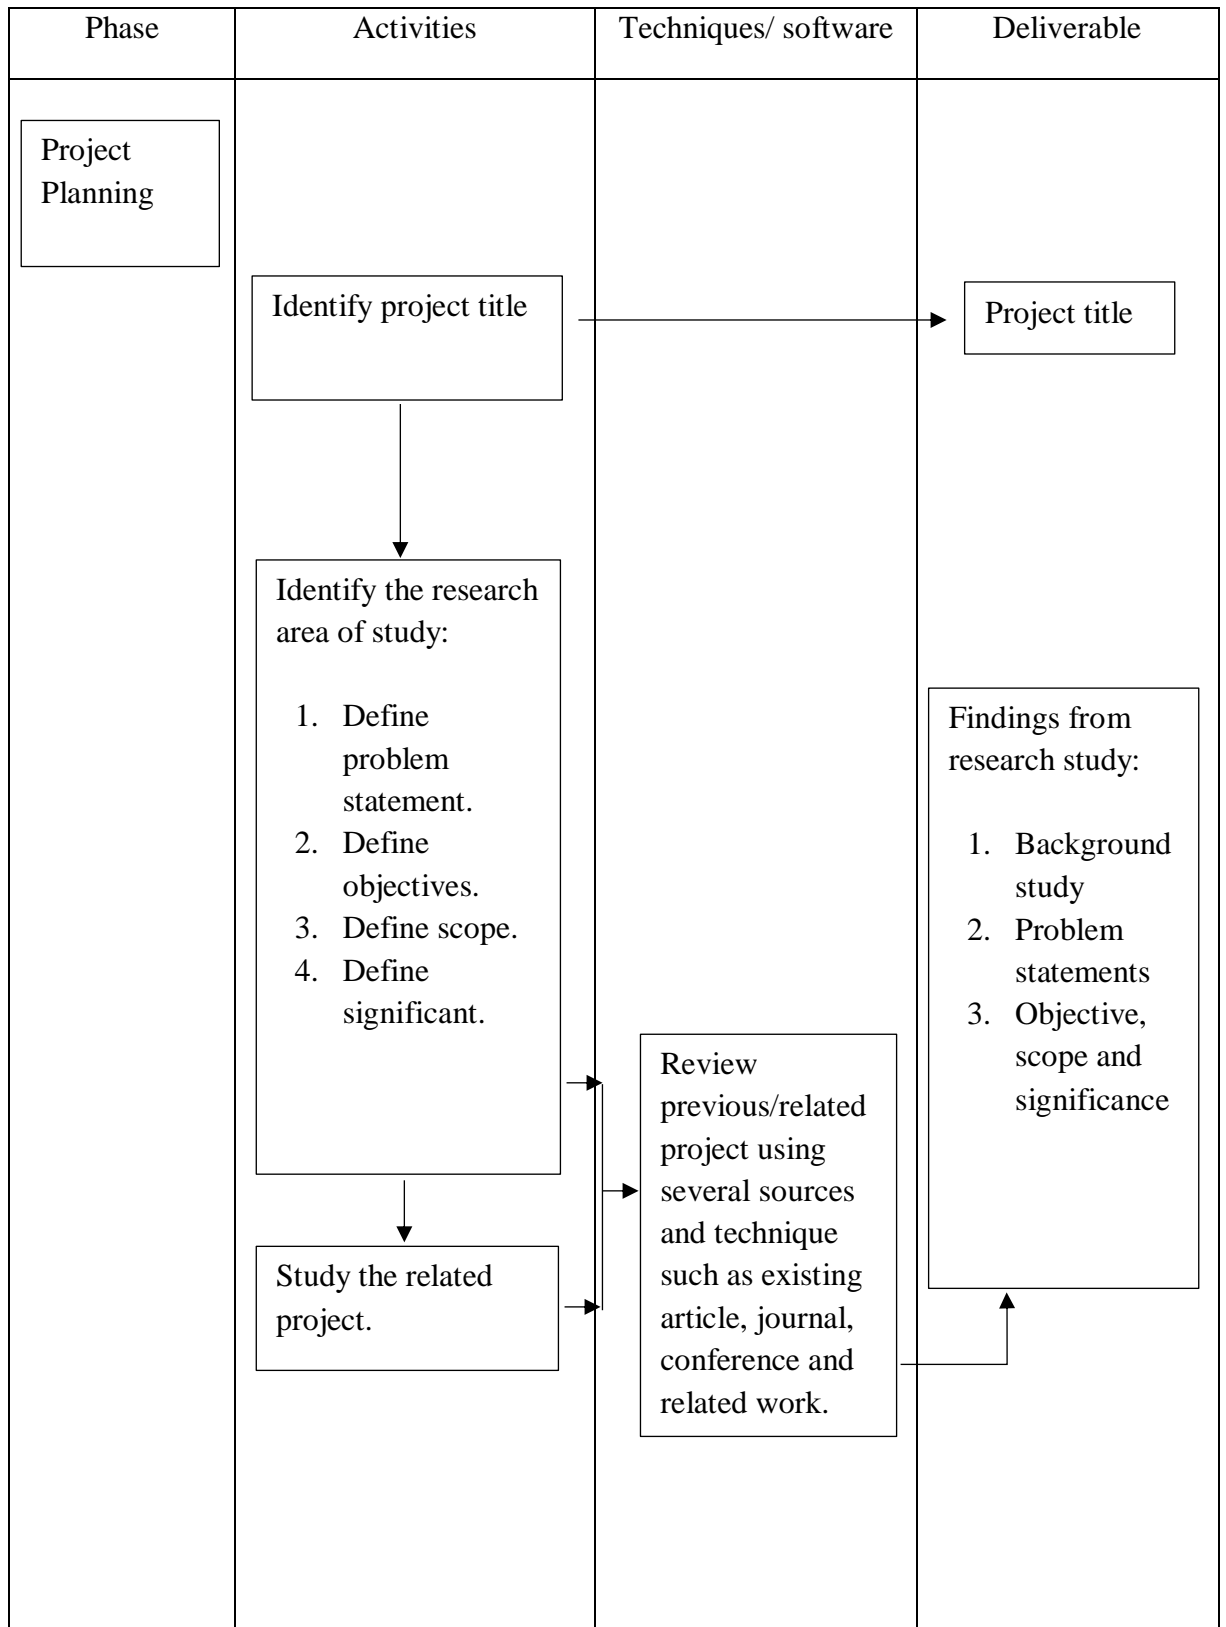 Phase
Activities
Techniques/ software
Deliverable
Project
Planning
Identify project title
Project title
Identify the research
area of study:
1. Define
problem
statement.
2. Define
objectives.
3. Define scope.
4. Define
significant.
Study the related
project.
Review
previous/related
project using
several sources
and technique
such as existing
article, journal,
conference and
related work.
Findings from
research study:
1. Background
study
2. Problem
statements
3. Objective,
scope and
significance